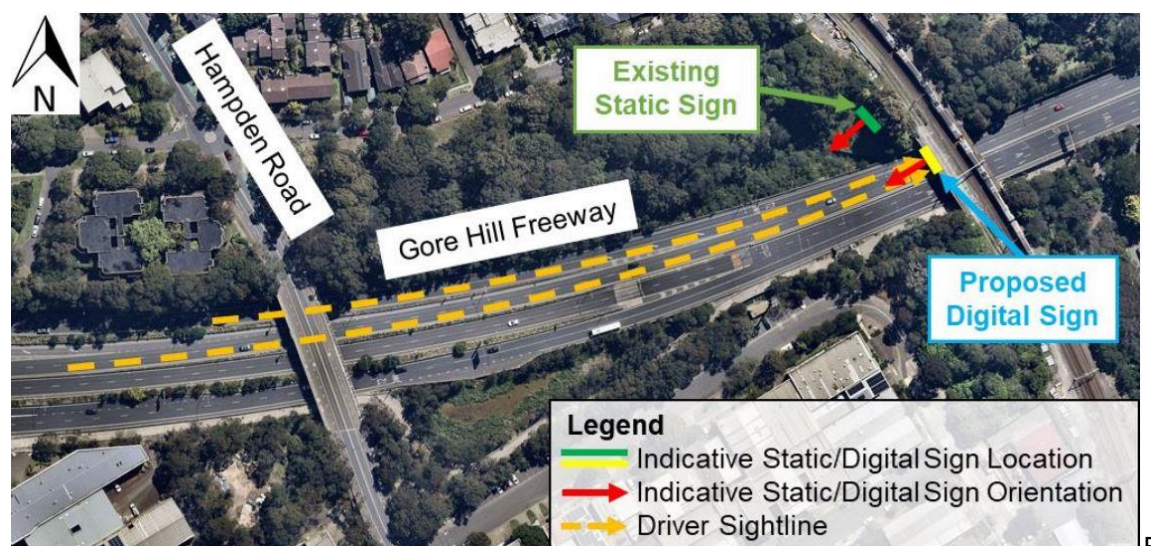 N
Hampden Road
Existing
Static Sign
Gore Hill Freeway
Proposed
Digital Sign
Legend
Indicative Static/Digital Sign Location
Indicative Static/Digital Sign Orientation
Driver Sightline